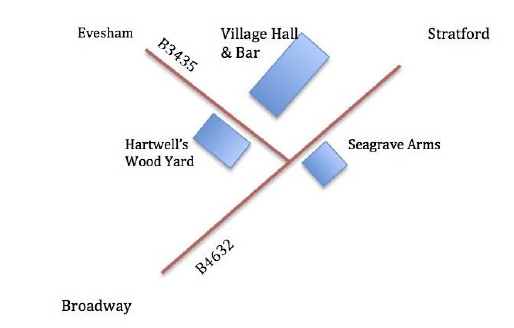 Evesham
B3435
Village Hall
& Bar
Stratford
Hartwell's
Wood Yard
Seagrave Arms
B4632
Broadway